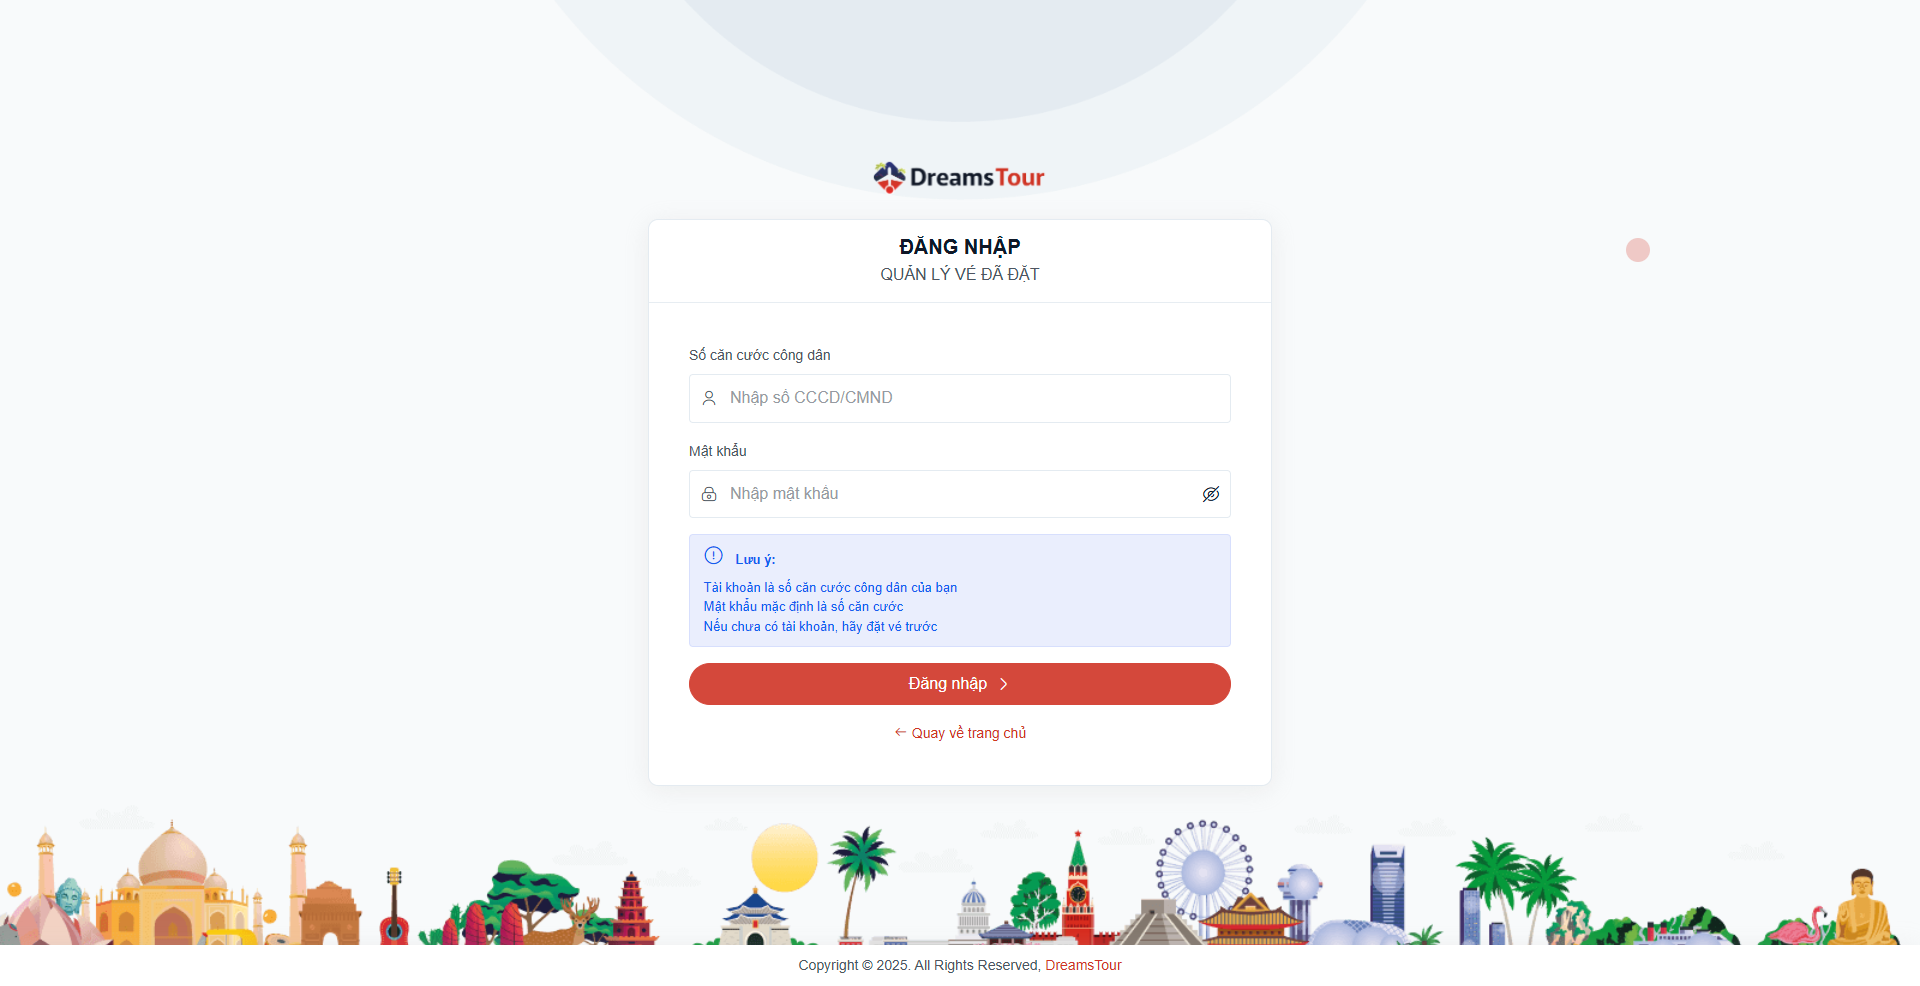 DreamsTour
ĐĂNG NHẬP
QUẢN LÝ VÉ ĐÃ ĐẶT
Số căn cước công dân
Nhập số CCCD/CMND
Mật khẩu
Nhập mật khẩu
Lưu ý:
Tài khoản là số căn cước công dân của bạn
Mật khẩu mặc định là số căn cước
Nếu chưa có tài khoản, hãy đặt vé trước
Đăng nhập
Quay về trang chủ
Copyright © 2025. All Rights Reserved, DreamsTour